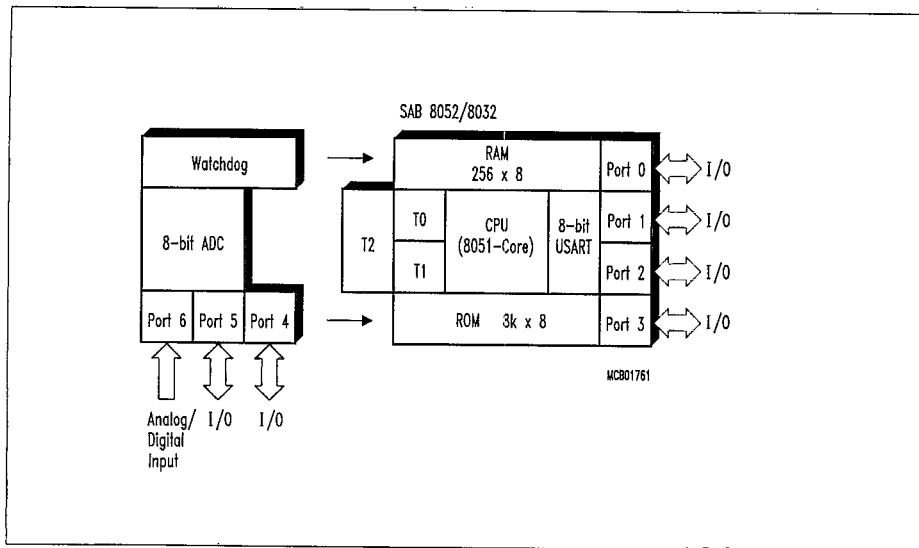 SAB 8052/8032
Watchdog
8-bit ADC
Port 6
Port 5
Port 4
Analog/
Digital
Input
I/O
I/O
T2
RAM
256 x 8
T0
T1
CPU
(8051-Core)
8-bit
USART
ROM 8k x 8
Port 0
I/O
Port 1
I/O
Port 2
I/O
Port 3
I/O
MCB01761